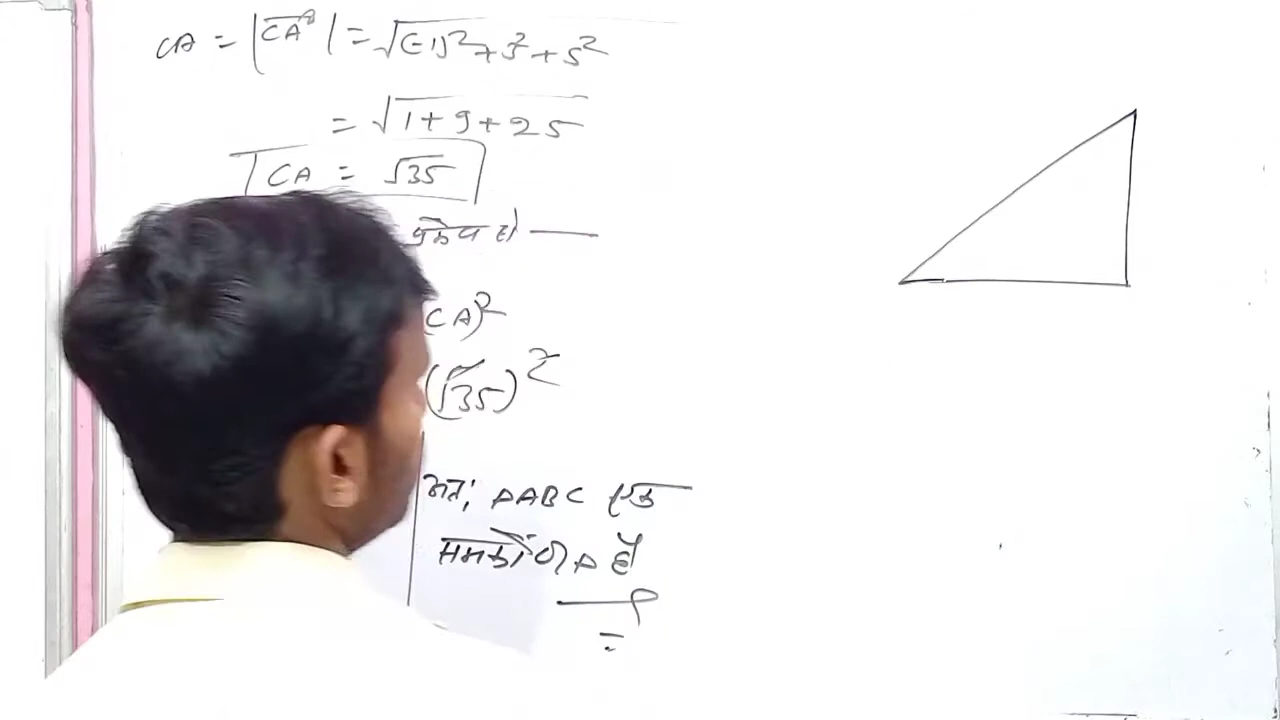 CA = |CA| = √(-1)² + 3² + 5²
= √1 + 9 + 25
CA = √35
CA)²
(√35)²
अतः ΔABC एक
समकोण Δ है